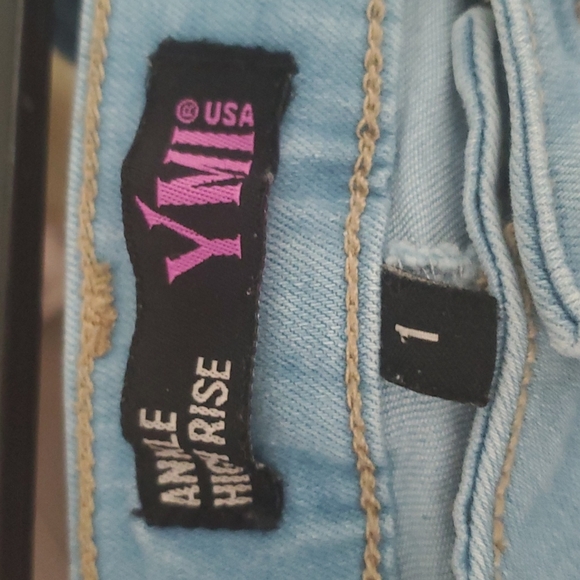 YMI® USA
ANKLE
HIGH RISE
1